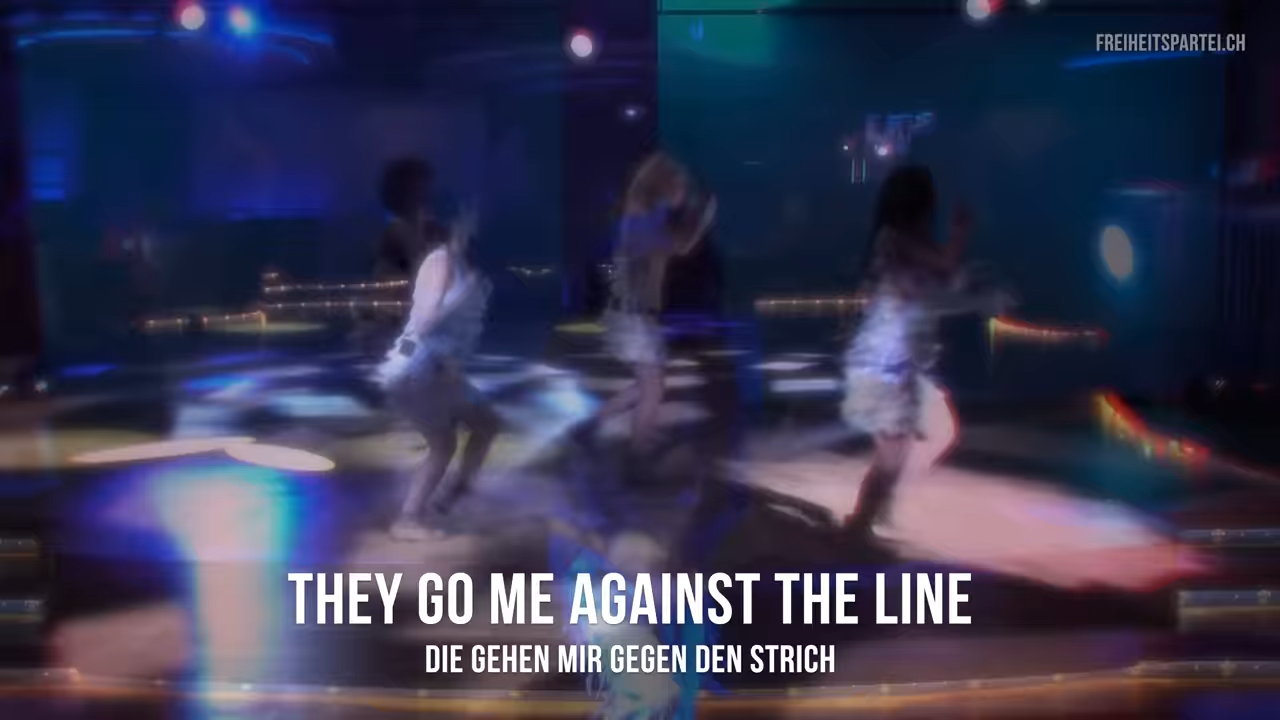 FREIHEITSPARTEI.CH
THEY GO ME AGAINST THE LINE
DIE GEHEN MIR GEGEN DEN STRICH